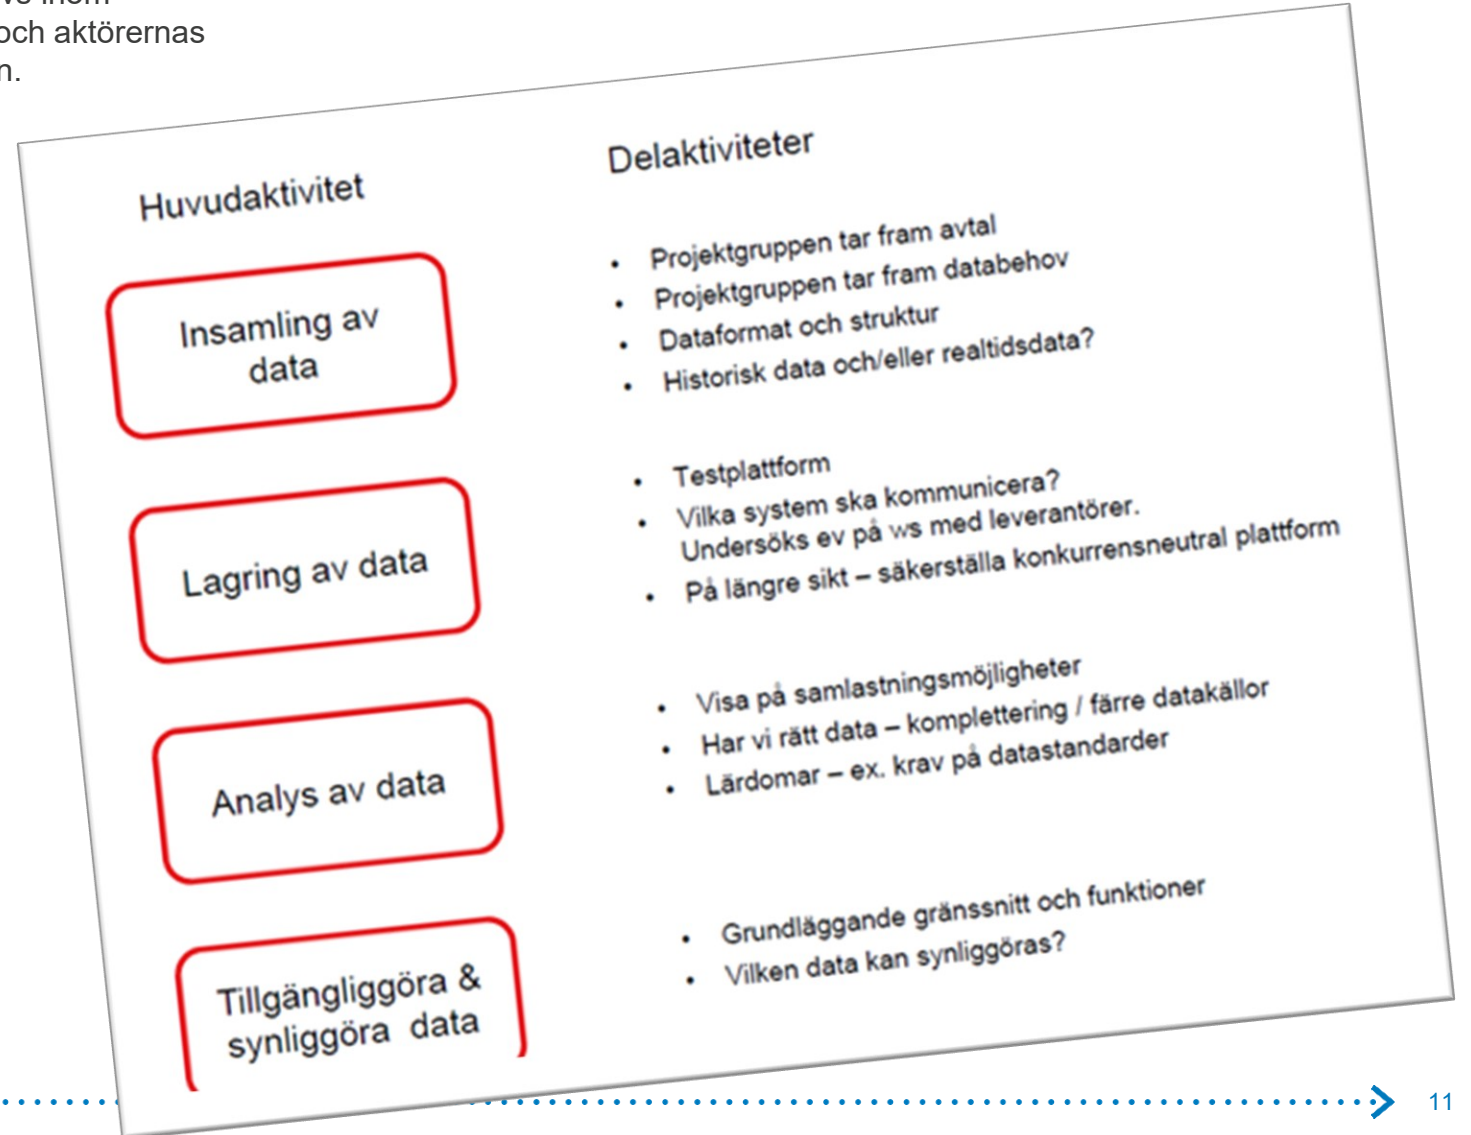 och aktörernas
n.
Huvudaktivitet
Delaktiviteter
Insamling av
data
• Projektgruppen tar fram avtal
• Projektgruppen tar fram databehov
• Dataformat och struktur
• Historisk data och/eller realtidsdata?
Lagring av data
• Testplattform
• Vilka system ska kommunicera?
Undersöks ev på ws med leverantörer.
• På längre sikt – säkerställa konkurrensneutral plattform
Analys av data
• Visa på samlastningsmöjligheter
• Har vi rätt data – komplettering / färre datakällor
• Lärdomar – ex. krav på datastandarder
Tillgängliggöra &
synliggöra data
• Grundläggande gränssnitt och funktioner
• Vilken data kan synliggöras?
11